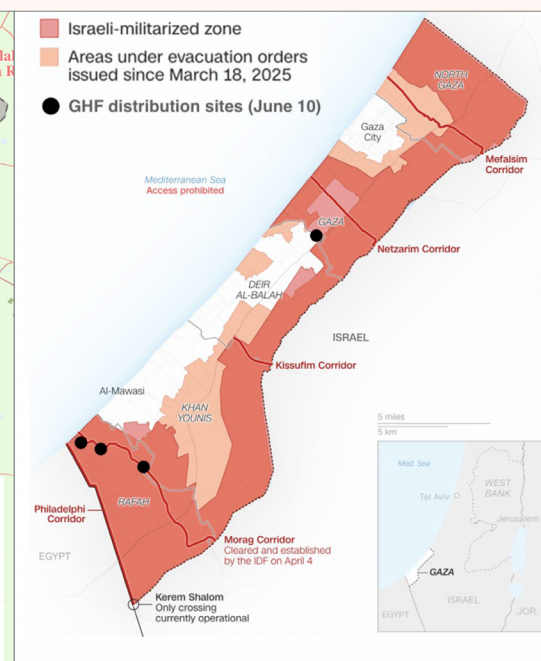 Israeli-militarized zone
Areas under evacuation orders
issued since March 18, 2025
GHF distribution sites (June 10)
NORTH
GAZA
Gaza
City
Mefalsim
Corridor
Mediterranean Sea
Access prohibited
GAZA
Netzarim Corridor
DEIR
AL-BALAH
ISRAEL
Kissufim Corridor
Al-Mawasi
KHAN
YOUNIS
5 miles
5 km
RAFAH
Philadelphi
Corridor
Morag Corridor
Cleared and established
by the IDF on April 4
EGYPT
Kerem Shalom
Only crossing
currently operational
Med. Sea
WEST
BANK
Tel Aviv
Jerusalem
GAZA
ISRAEL
EGYPT
JOR.